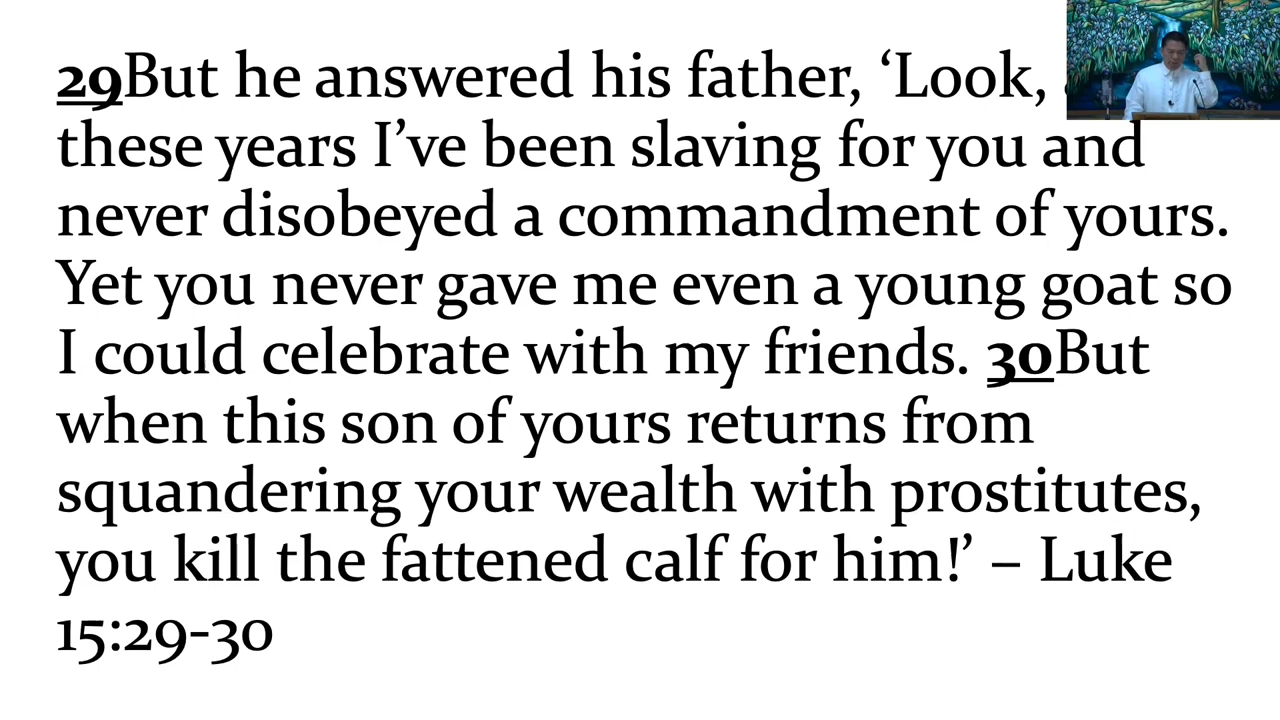 29But he answered his father, ‘Look,
these years I’ve been slaving for you and
never disobeyed a commandment of yours.
Yet you never gave me even a young goat so
I could celebrate with my friends. 30But
when this son of yours returns from
squandering your wealth with prostitutes,
you kill the fattened calf for him!’ – Luke
15:29-30